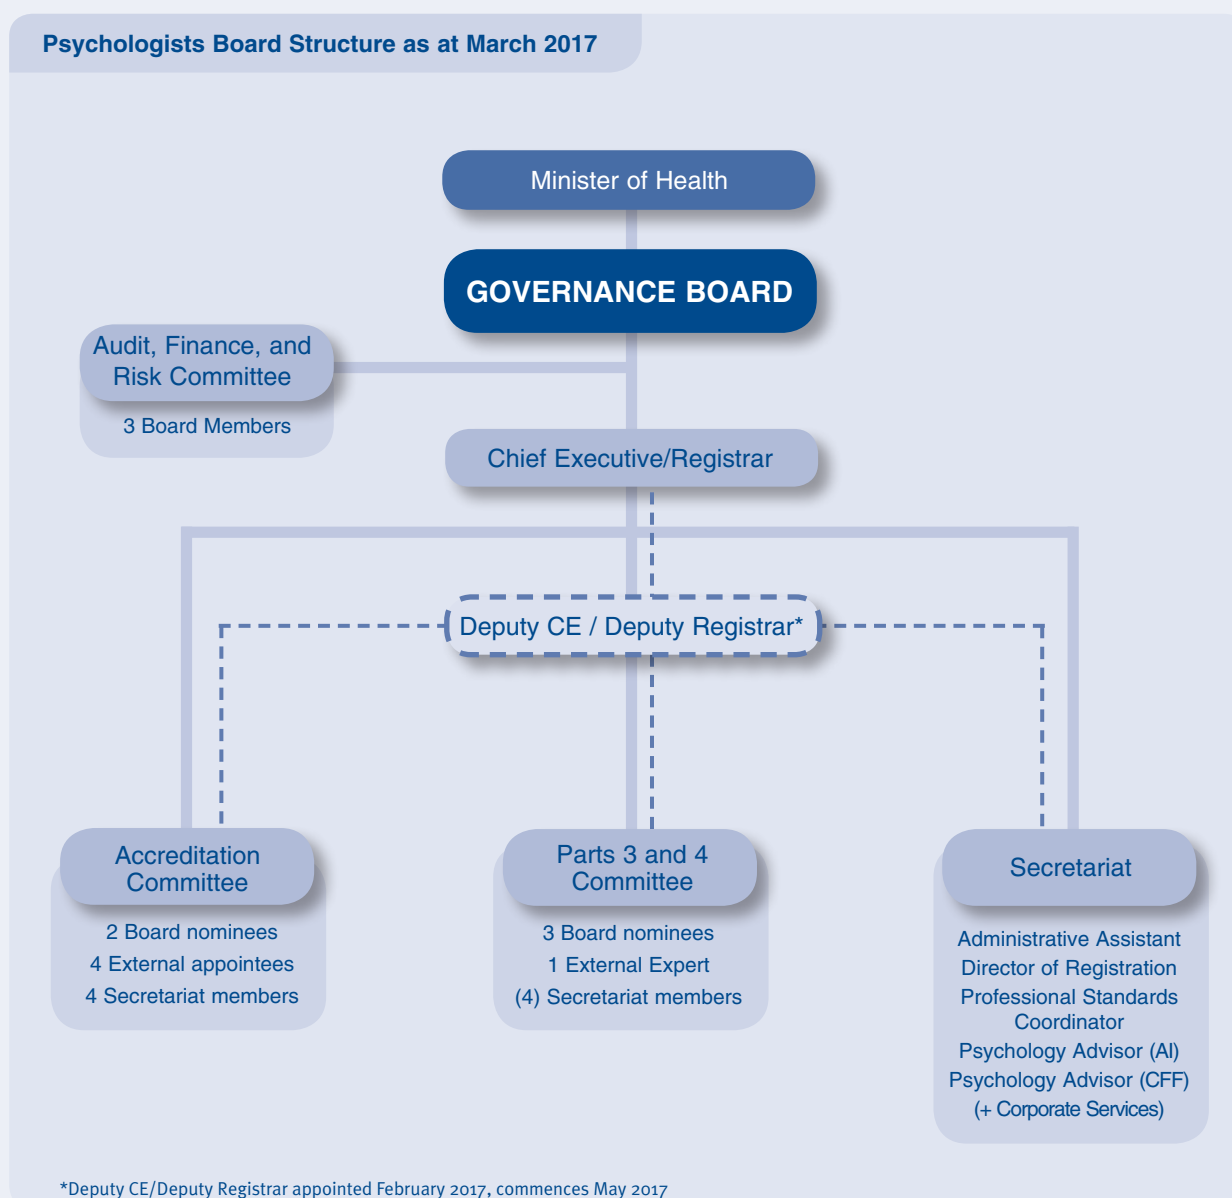 Psychologists Board Structure as at March 2017
Minister of Health
GOVERNANCE BOARD
Audit, Finance, and
Risk Committee
3 Board Members
Chief Executive/Registrar
Deputy CE / Deputy Registrar*
Accreditation
Committee
2 Board nominees
4 External appointees
4 Secretariat members
Parts 3 and 4
Committee
3 Board nominees
1 External Expert
(4) Secretariat members
Secretariat
Administrative Assistant
Director of Registration
Professional Standards
Coordinator
Psychology Advisor (AI)
Psychology Advisor (CFF)
(+ Corporate Services)
*Deputy CE/Deputy Registrar appointed February 2017, commences May 2017